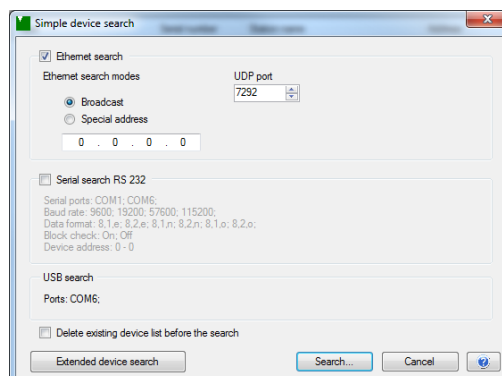 Simple device search
Ethernet search
Ethernet search modes
UDP port
7292
Broadcast
Special address
0 . 0 . 0 . 0
Serial search RS 232
Serial ports: COM1; COM6;
Baud rate: 9600; 19200; 57600; 115200;
Data format: 8,1,e; 8,2,e; 8,1,n; 8,2,n; 8,1,o; 8,2,o;
Block check: On; Off
Device address: 0 - 0
USB search
Ports: COM6;
Delete existing device list before the search
Extended device search
Search...
Cancel
?